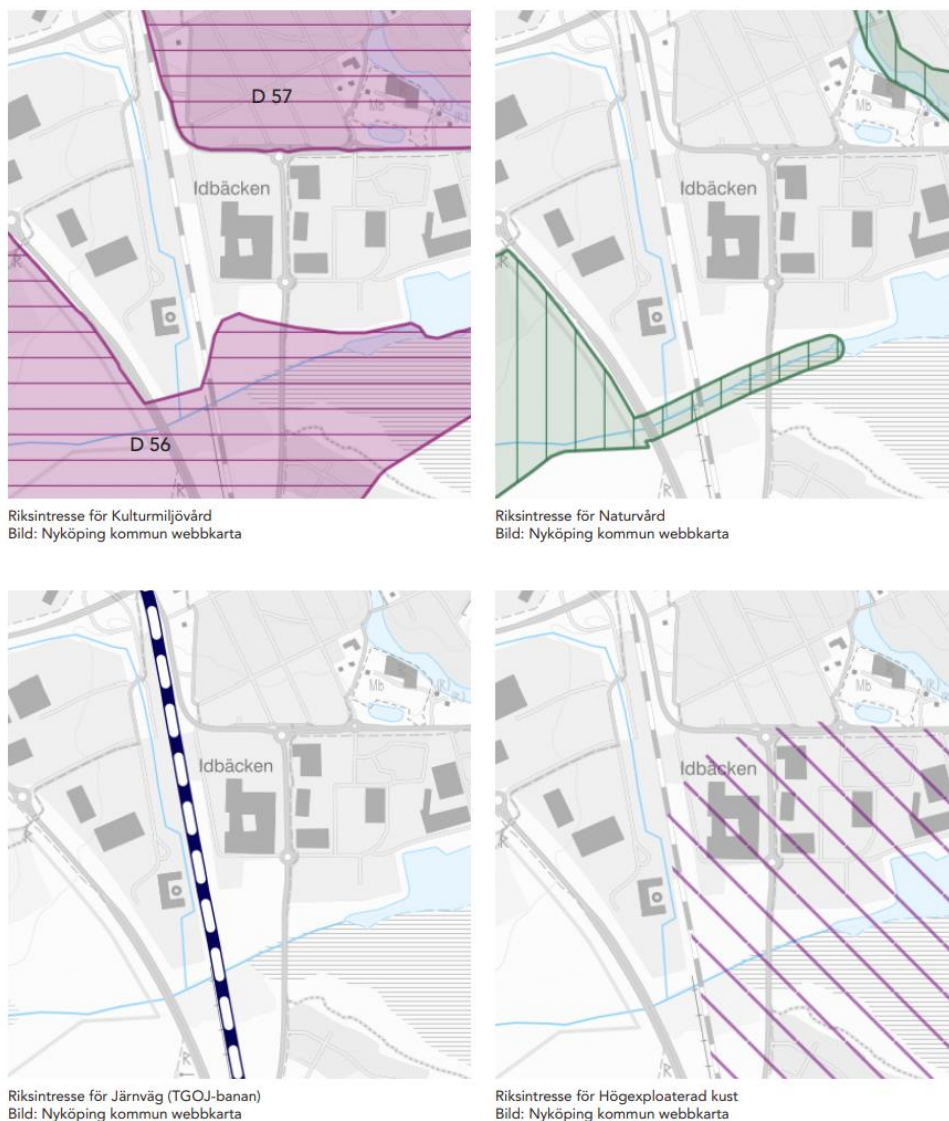 D 57
Mb
(R)
(R)
Idbäcken
R
D 56
R
Riksintresse för Kulturmiljövård
Bild: Nyköping kommun webbkarta
Mb
(R)
(R)
Idbäcken
R
R
Riksintresse för Naturvård
Bild: Nyköping kommun webbkarta
Mb
(R)
(R)
Idbäcken
R
R
Riksintresse för Järnväg (TGOJ-banan)
Bild: Nyköping kommun webbkarta
Mb
(R)
(R)
Idbäcken
R
R
Riksintresse för Högexploaterad kust
Bild: Nyköping kommun webbkarta